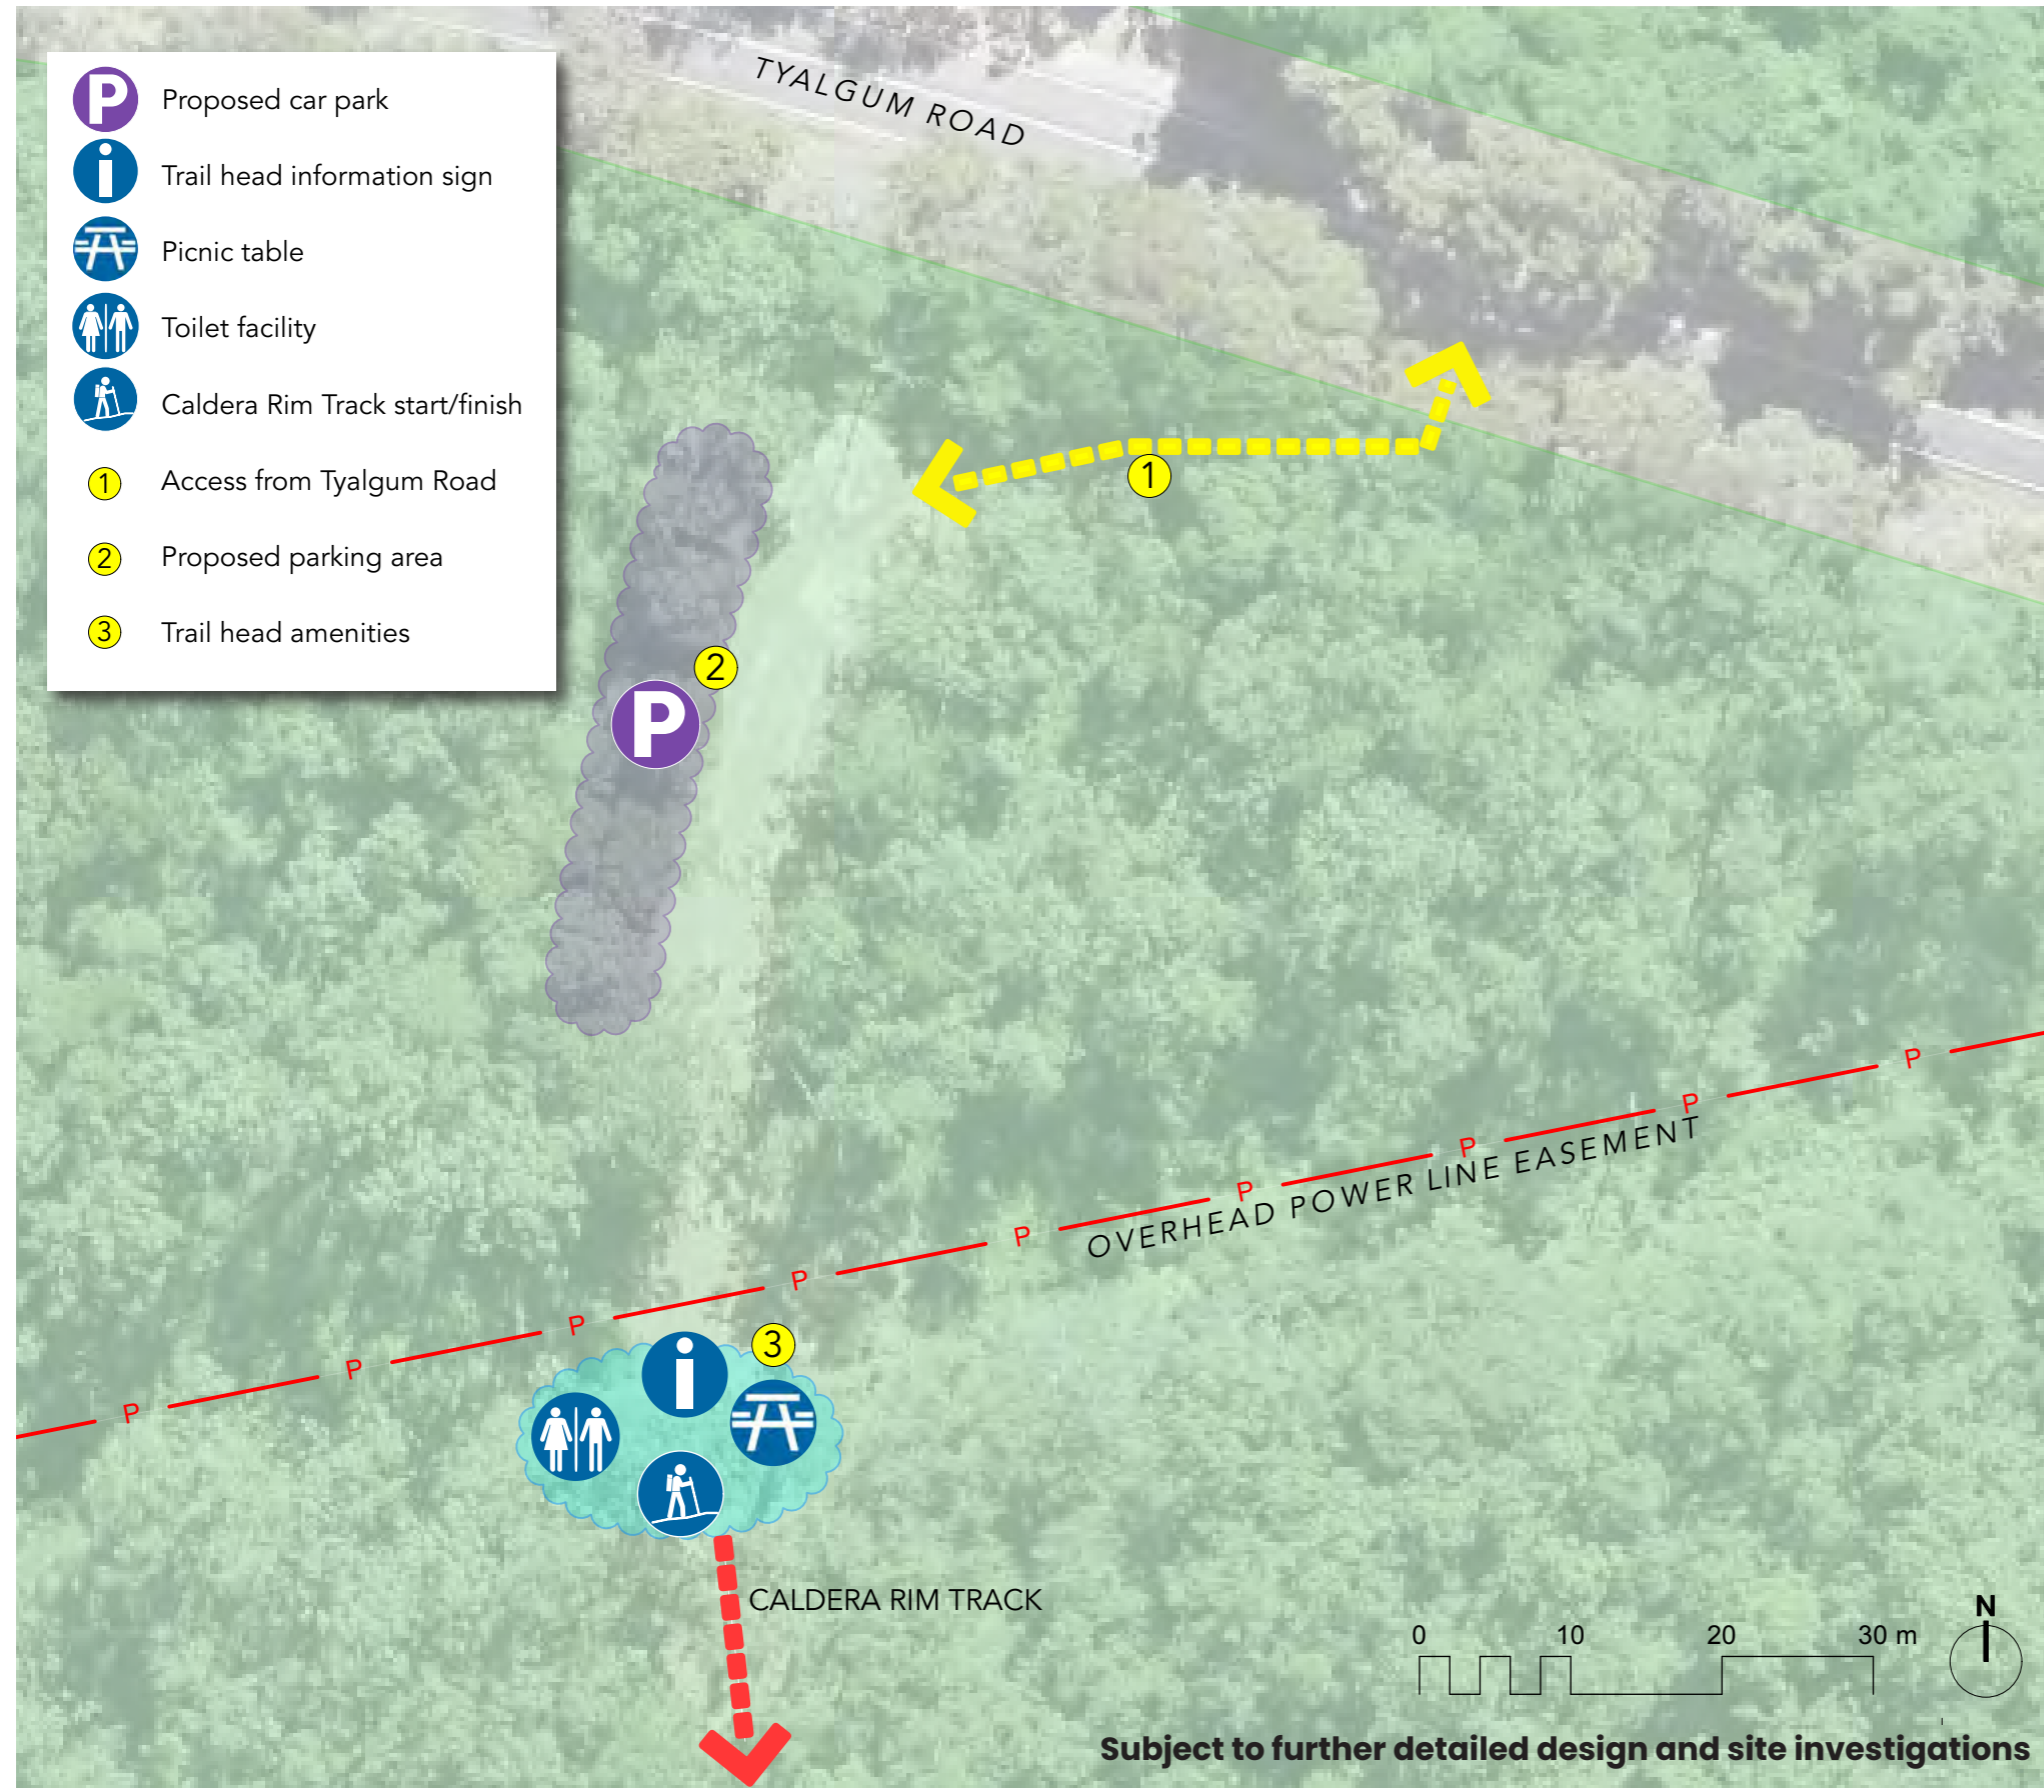 P Proposed car park
i Trail head information sign
Picnic table
Toilet facility
Caldera Rim Track start/finish
1 Access from Tyalgum Road
2 Proposed parking area
3 Trail head amenities
TYALGUM ROAD
1
2
P
P
P
P
P
P
P
P
P
P
OVERHEAD POWER LINE EASEMENT
i
3
CALDERA RIM TRACK
0 10 20 30 m
N
Subject to further detailed design and site investigations